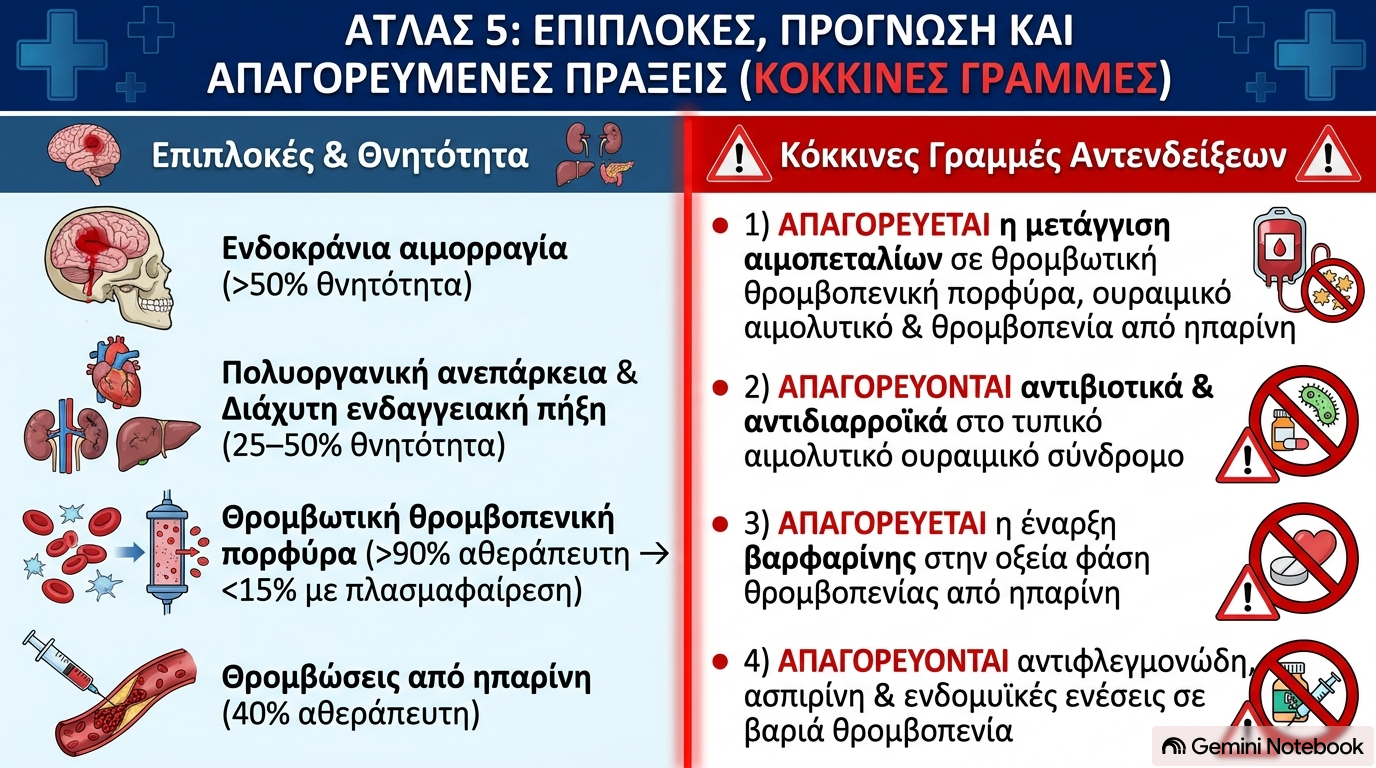 ΑΤΛΑΣ 5: ΕΠΙΠΛΟΚΕΣ, ΠΡΟΓΝΩΣΗ ΚΑΙ
ΑΠΑΓΟΡΕΥΜΕΝΕΣ ΠΡΑΞΕΙΣ (ΚΟΚΚΙΝΕΣ ΓΡΑΜΜΕΣ)
Επιπλοκές & Θνητότητα
Ενδοκράνια αιμορραγία
(>50% θνητότητα)
Πολυοργανική ανεπάρκεια &
Διάχυτη ενδαγγειακή πήξη
(25–50% θνητότητα)
Θρομβωτική θρομβοπενική
πορφύρα (>90% αθεράπευτη →
<15% με πλασμαφαίρεση)
Θρομβώσεις από ηπαρίνη
(40% αθεράπευτη)
Κόκκινες Γραμμές Αντενδείξεων
• 1) ΑΠΑΓΟΡΕΥΕΤΑΙ η μετάγγιση
αιμοπεταλίων σε θρομβωτική
θρομβοπενική πορφύρα, ουραιμικό
αιμολυτικό & θρομβοπενία από ηπαρίνη
• 2) ΑΠΑΓΟΡΕΥΟΝΤΑΙ αντιβιοτικά &
αντιδιαρροϊκά στο τυπικό
αιμολυτικό ουραιμικό σύνδρομο
• 3) ΑΠΑΓΟΡΕΥΕΤΑΙ η έναρξη
βαρφαρίνης στην οξεία φάση
θρομβοπενίας από ηπαρίνη
• 4) ΑΠΑΓΟΡΕΥΟΝΤΑΙ αντιφλεγμονώδη,
ασπιρίνη & ενδομυϊκές ενέσεις σε
βαριά θρομβοπενία
Gemini Notebook